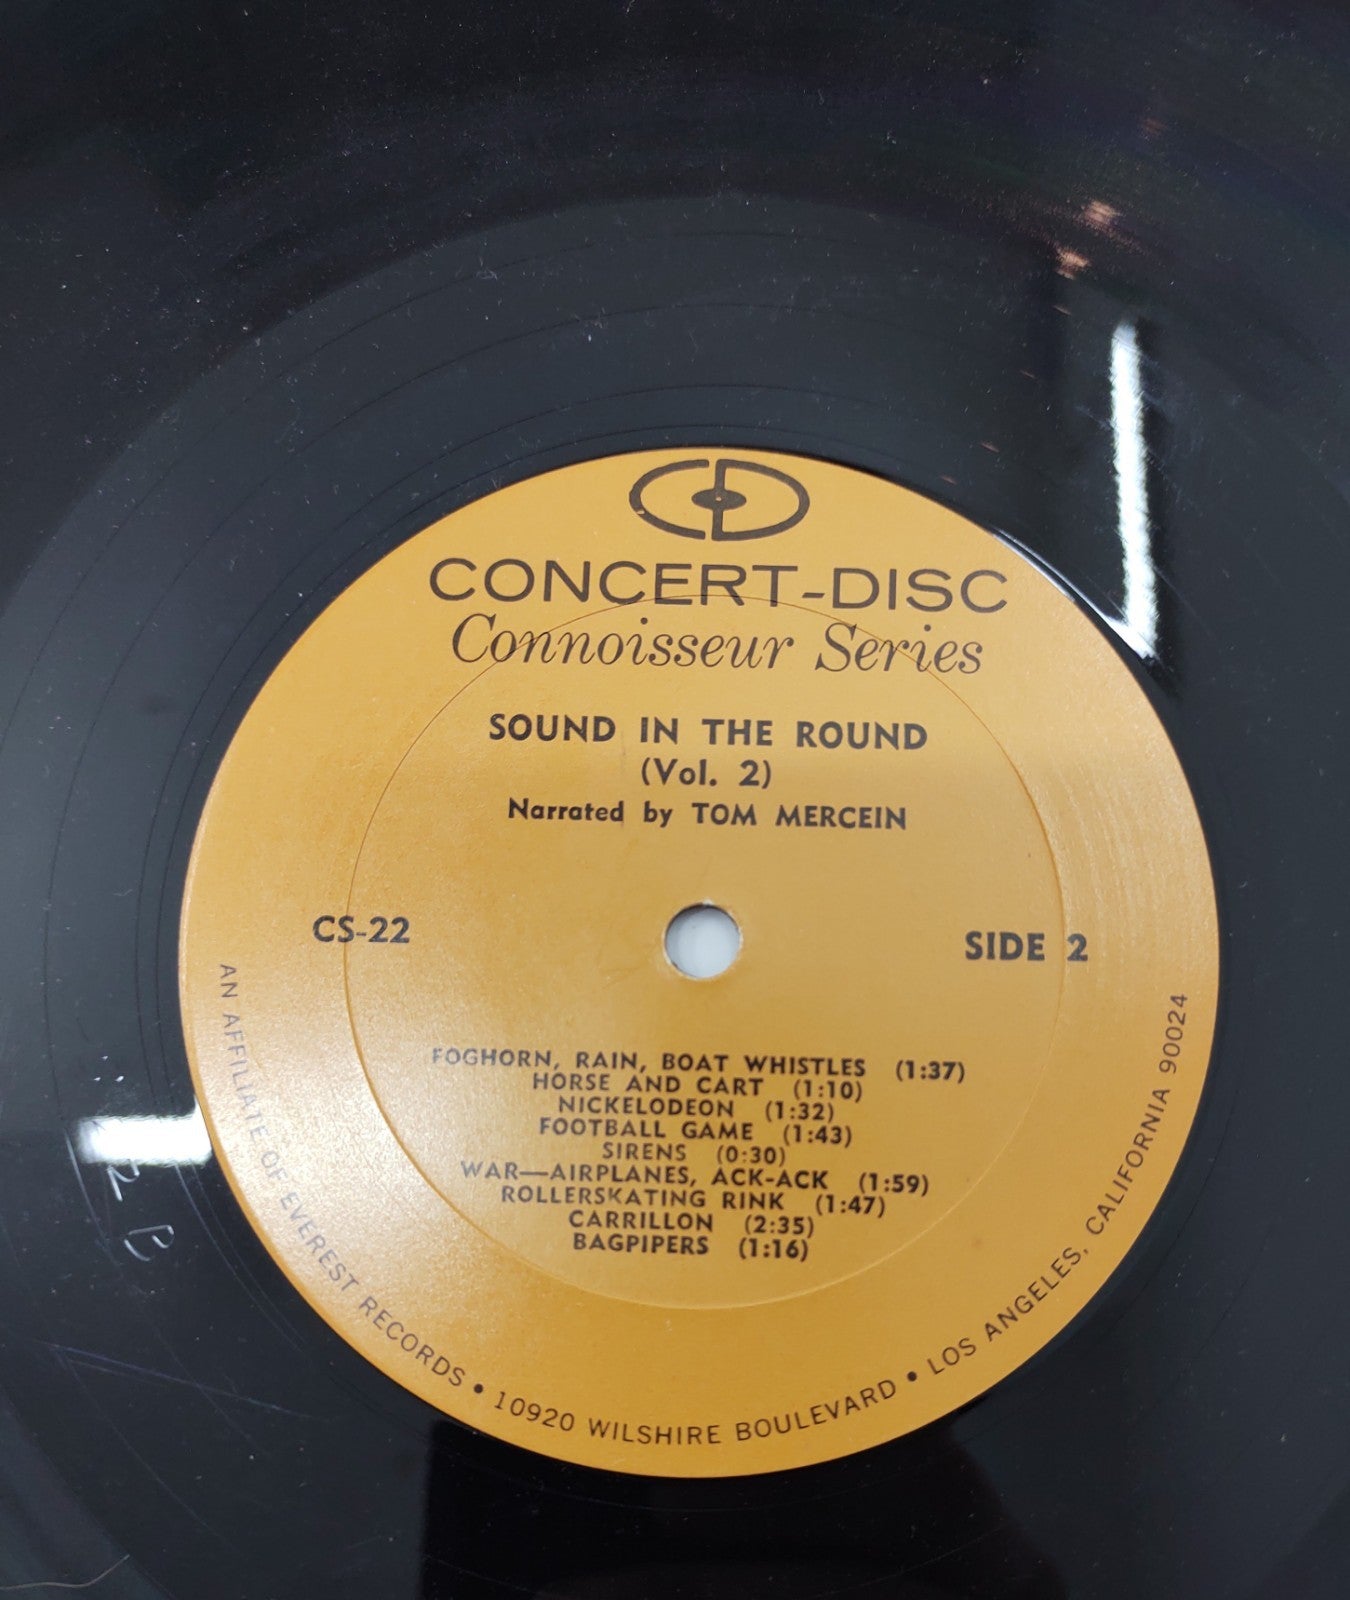 CD
CONCERT-DISC
Connoisseur Series
SOUND IN THE ROUND
(Vol. 2)
Narrated by TOM MERCEIN
CS-22
SIDE 2
FOGHORN, RAIN, BOAT WHISTLES (1:37)
HORSE AND CART (1:10)
NICKELODEON (1:32)
FOOTBALL GAME (1:43)
SIRENS (0:30)
WAR—AIRPLANES, ACK-ACK (1:59)
ROLLERSKATING RINK (1:47)
CARRILLON (2:35)
BAGPIPERS (1:16)
AN AFFILIATE OF EVEREST RECORDS • 10920 WILSHIRE BOULEVARD • LOS ANGELES, CALIFORNIA 90024